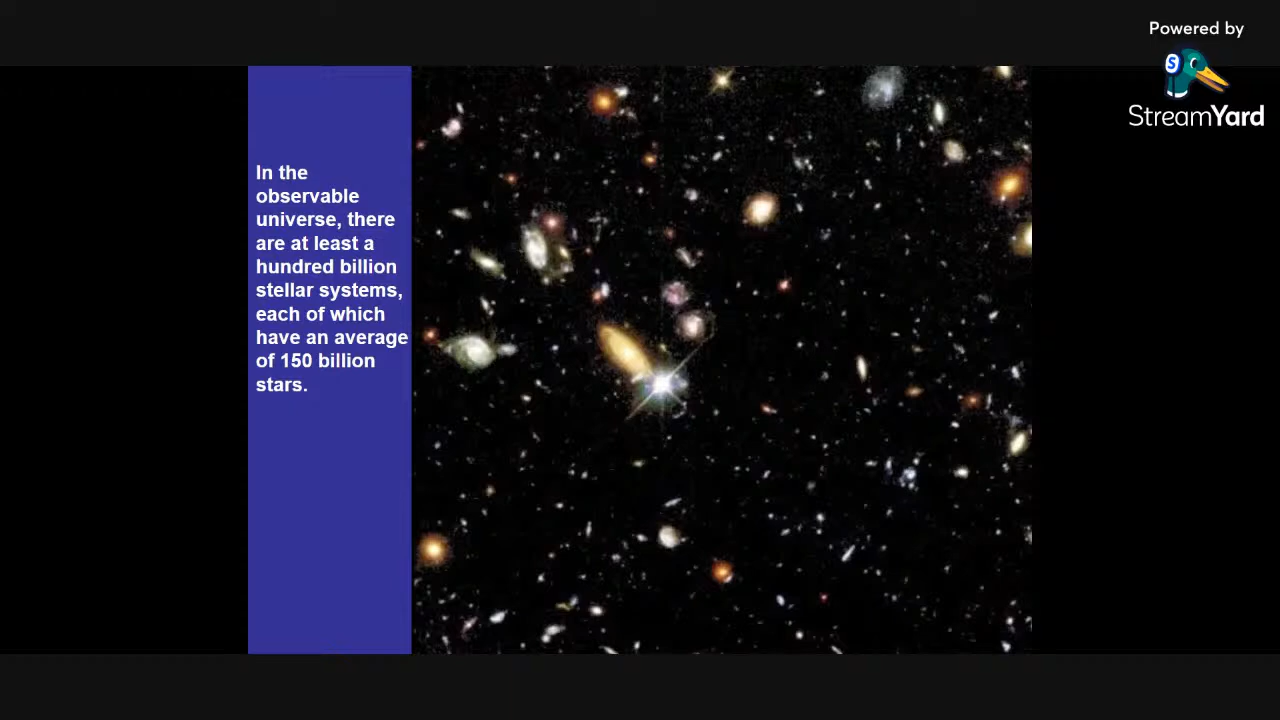 Powered by
StreamYard
In the
observable
universe, there
are at least a
hundred billion
stellar systems,
each of which
have an average
of 150 billion
stars.